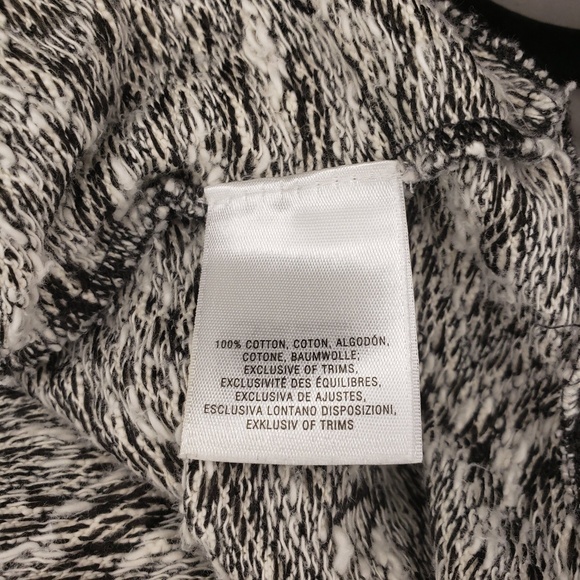 100% COTTON, COTON, ALGODÓN,
COTONE, BAUMWOLLE;
EXCLUSIVE OF TRIMS,
EXCLUSIVITÉ DES ÉQUILIBRES,
EXCLUSIVA DE AJUSTES,
ESCLUSIVA LONTANO DISPOSIZIONI,
EXKLUSIV OF TRIMS